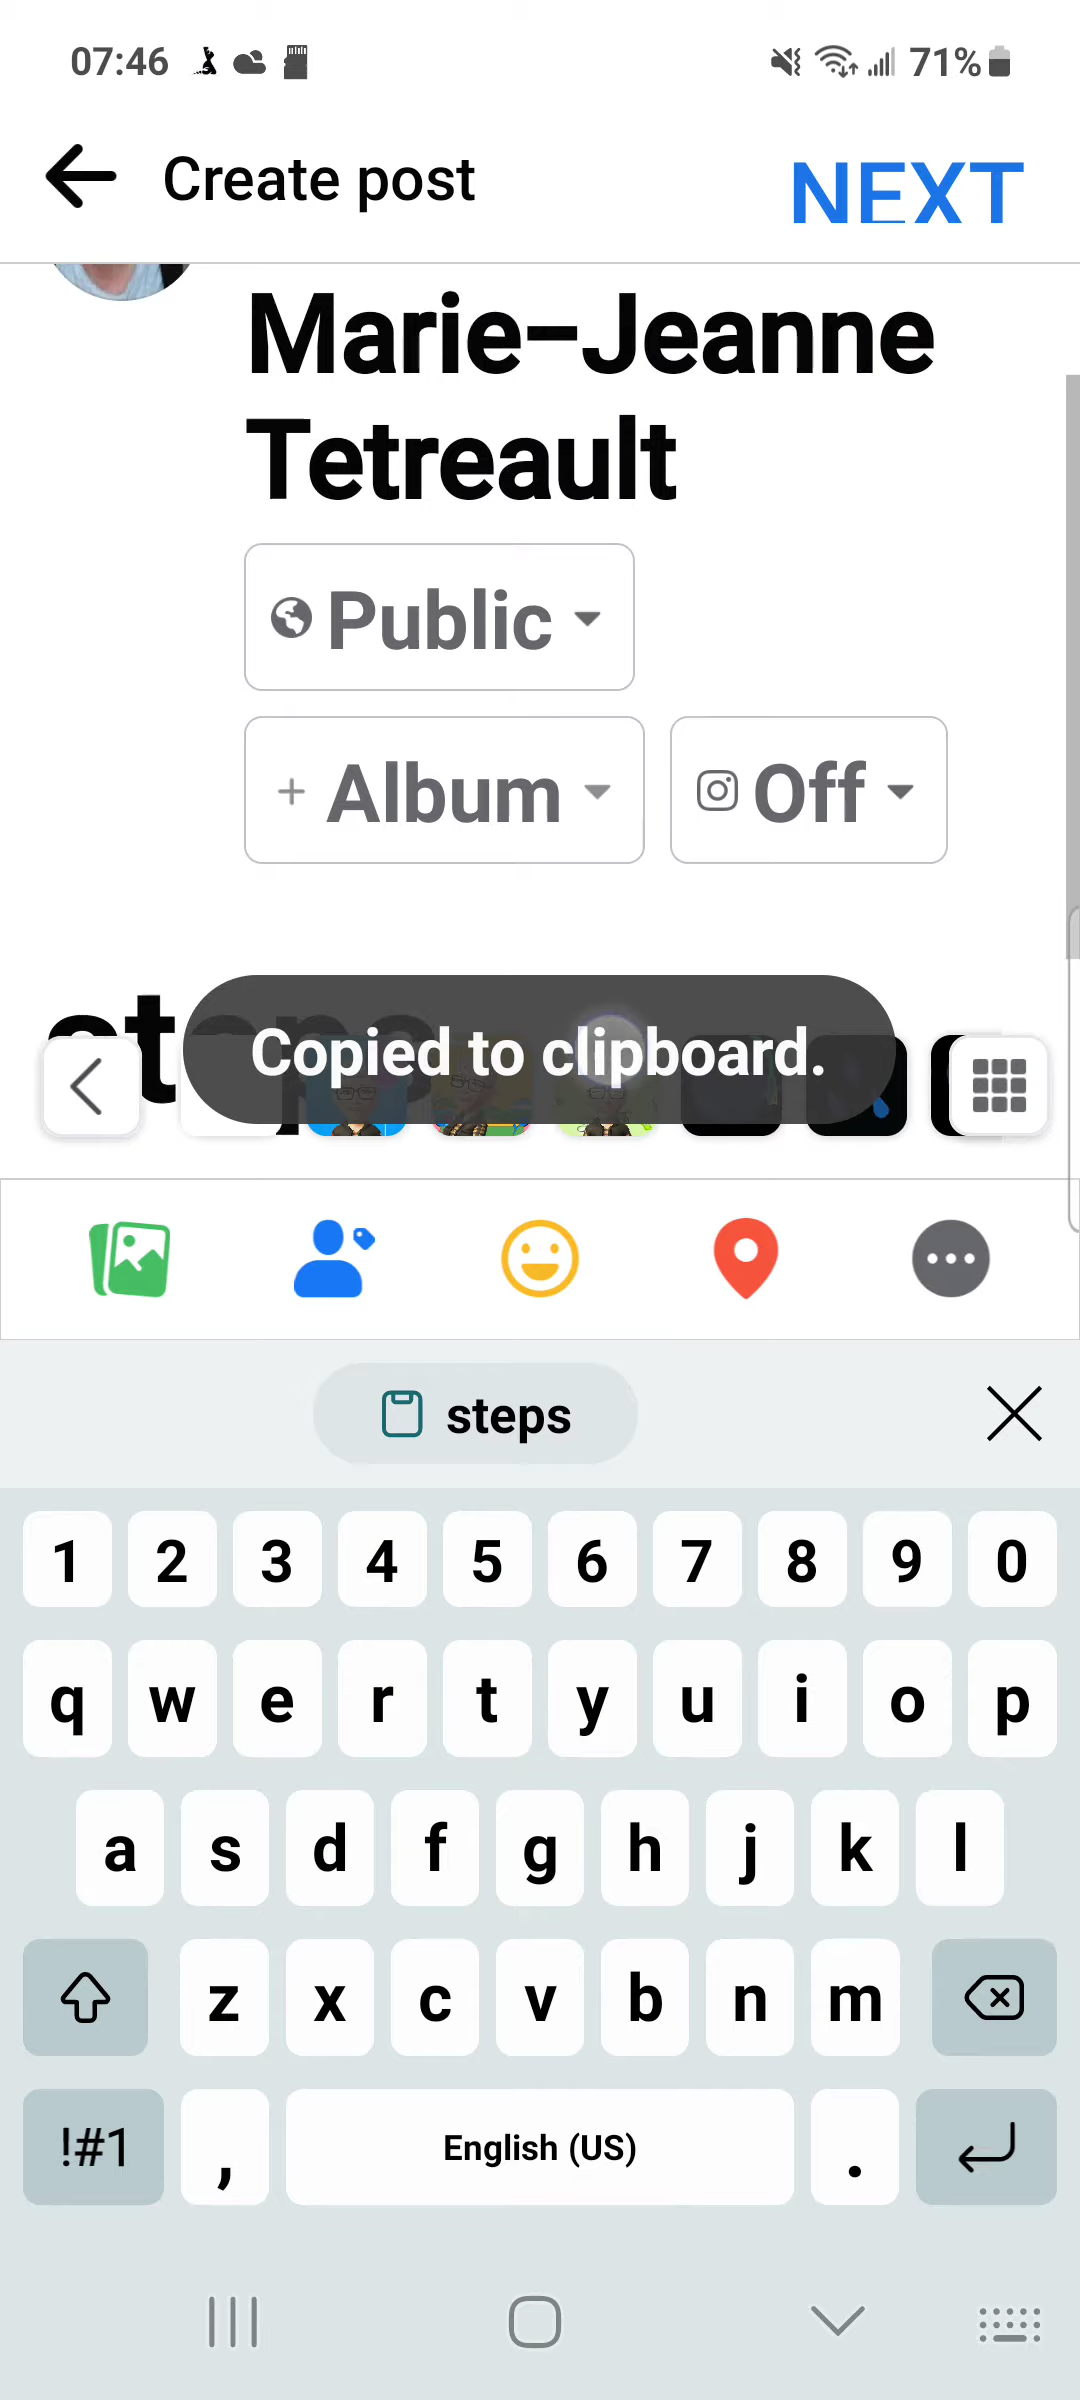 07:46 71%
Create post NEXT
Marie-Jeanne
Tetreault
Public
+ Album Off
steps
Copied to clipboard.
steps
1 2 3 4 5 6 7 8 9 0
q w e r t y u i o p
a s d f g h j k l
z x c v b n m
!#1 , English (US) .